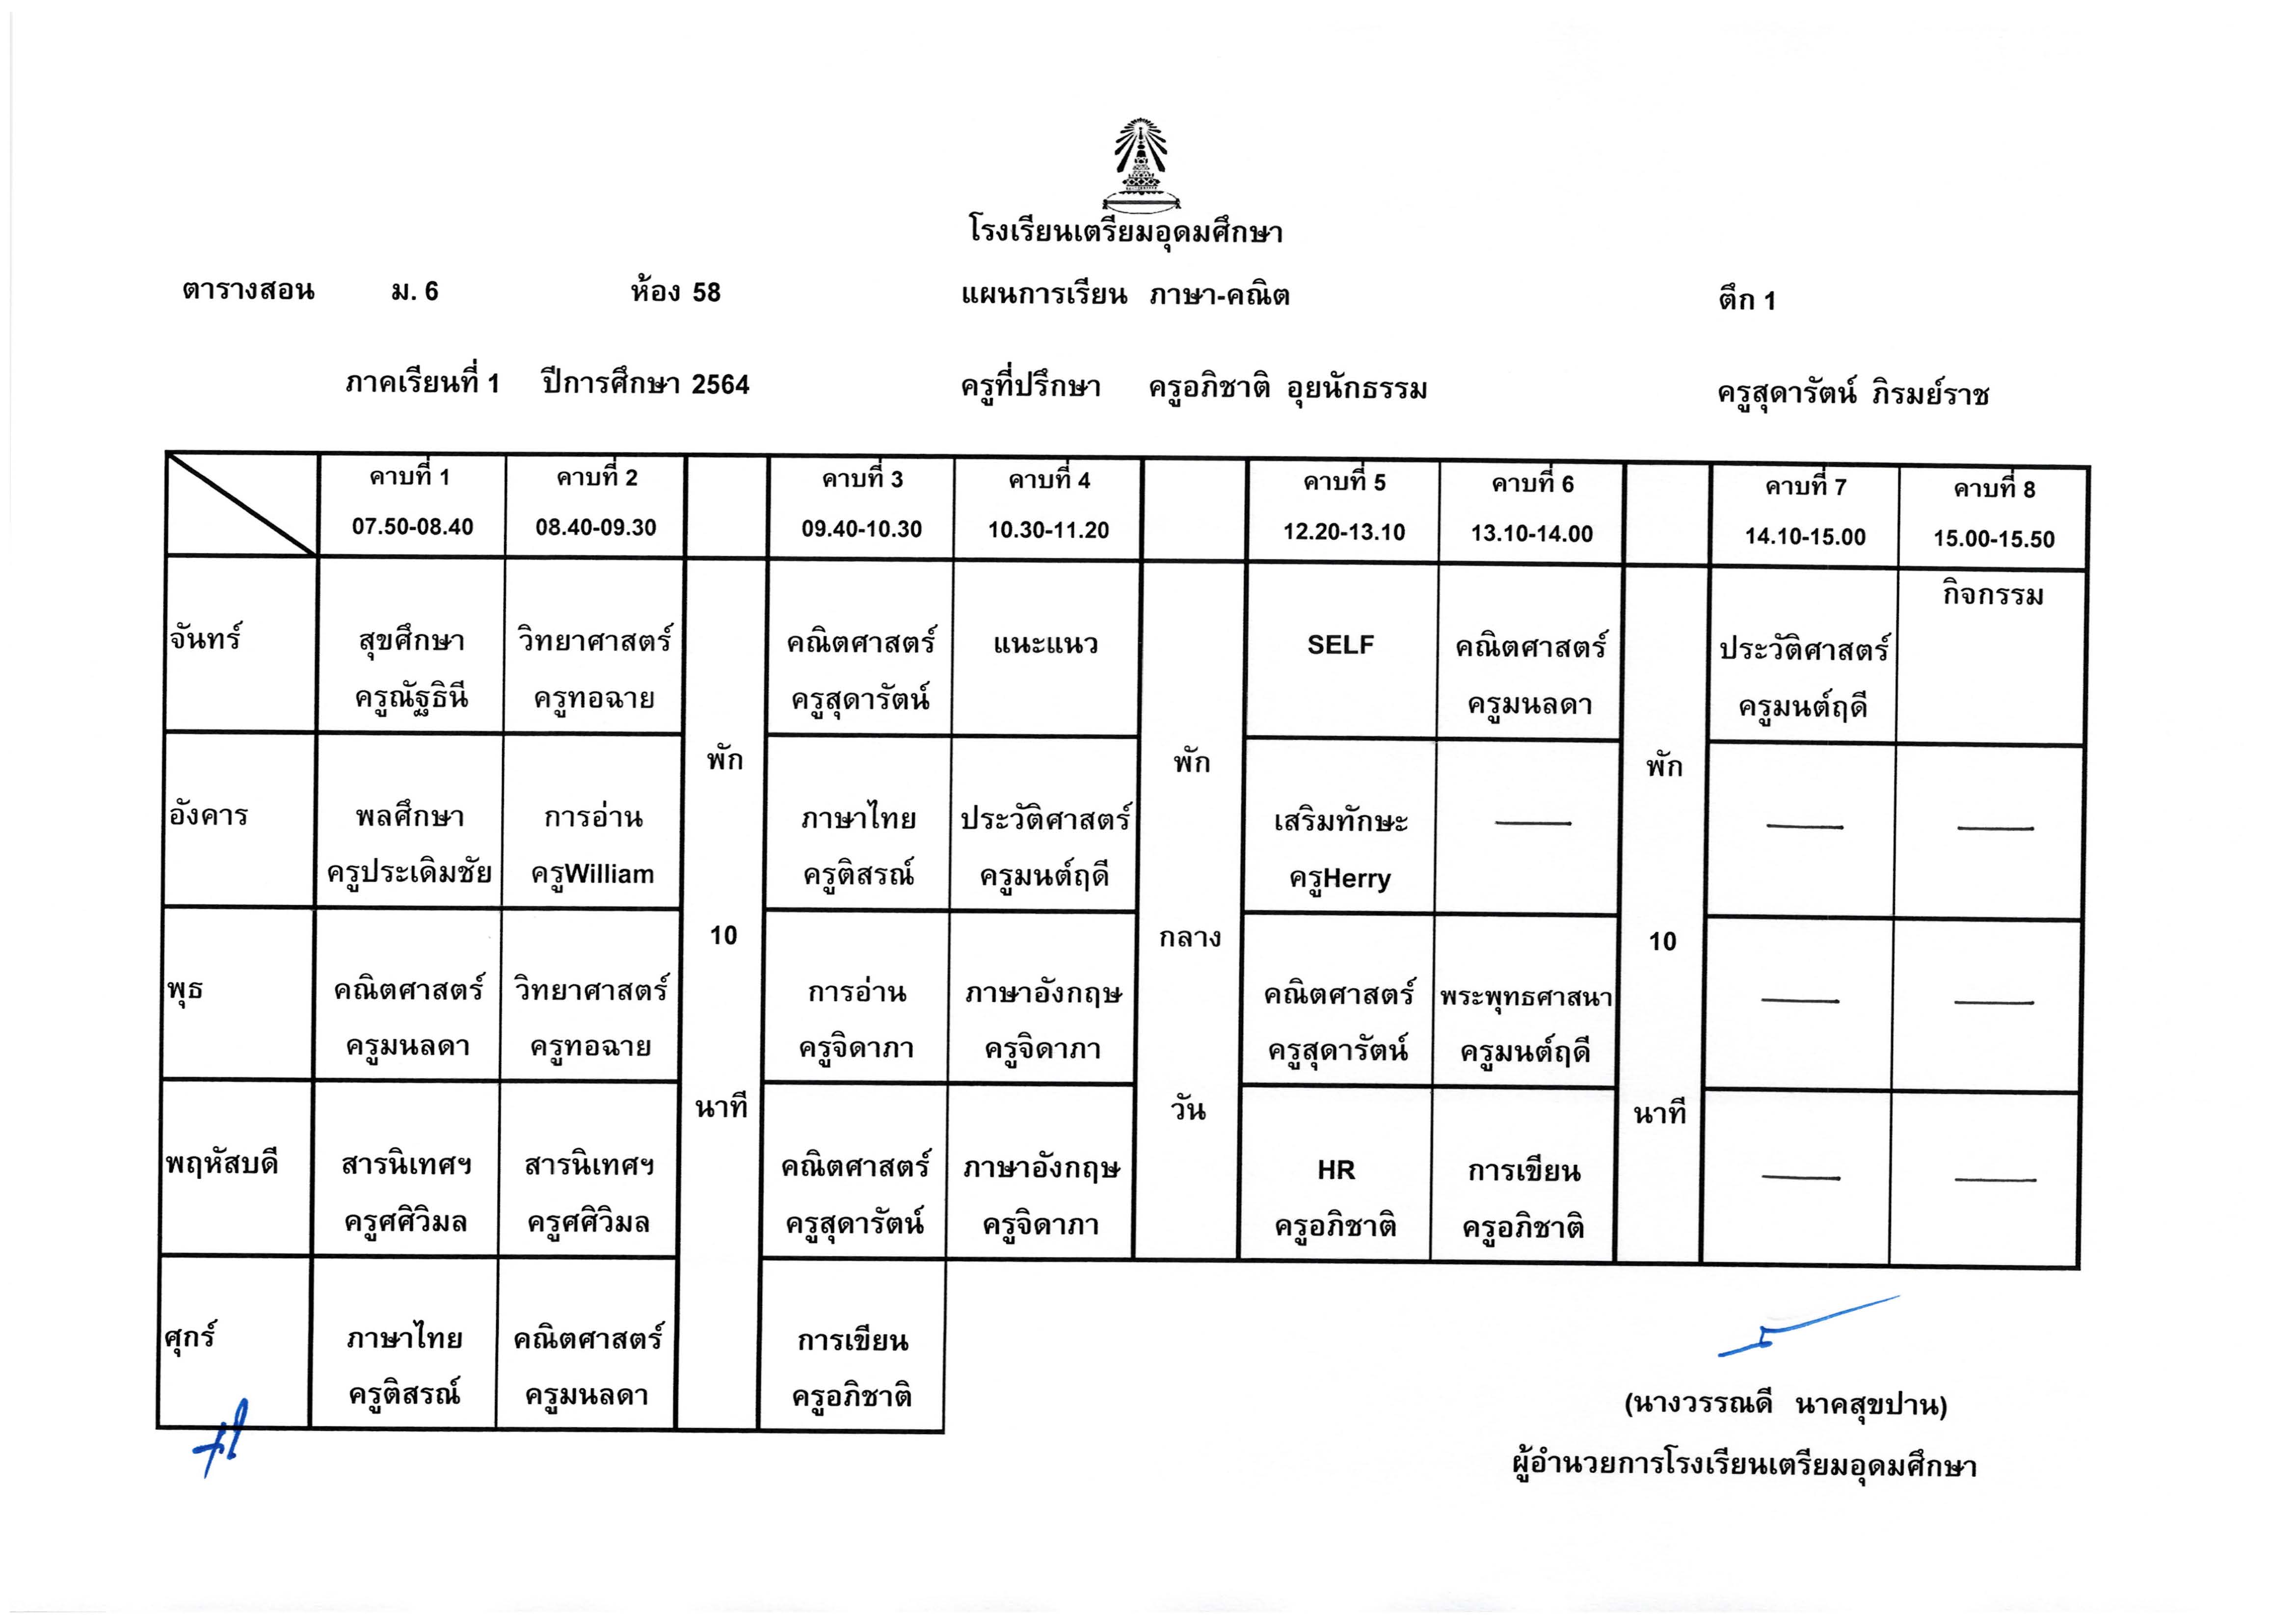 โรงเรียนเตรียมอุดมศึกษา
ตารางสอน ม. 6 ห้อง 58 แผนการเรียน ภาษา-คณิต ตึก 1
ภาคเรียนที่ 1 ปีการศึกษา 2564 ครูที่ปรึกษา ครูอภิชาติ อุยนักธรรม ครูสุดารัตน์ ภิรมย์ราช
คาบที่ 1 คาบที่ 2 คาบที่ 3 คาบที่ 4 คาบที่ 5 คาบที่ 6 คาบที่ 7 คาบที่ 8
07.50-08.40 08.40-09.30 09.40-10.30 10.30-11.20 12.20-13.10 13.10-14.00 14.10-15.00 15.00-15.50
กิจกรรม
จันทร์ สุขศึกษา วิทยาศาสตร์ คณิตศาสตร์ แนะแนว SELF คณิตศาสตร์ ประวัติศาสตร์
ครูณัฐธินี ครูทอฉาย ครูสุดารัตน์ ครูมนลดา ครูมนต์ฤดี
พัก พัก พัก
อังคาร พลศึกษา การอ่าน ภาษาไทย ประวัติศาสตร์ เสริมทักษะ — — —
ครูประเดิมชัย ครูWilliam ครูติสรณ์ ครูมนต์ฤดี ครูHerry
10 กลาง 10
พุธ คณิตศาสตร์ วิทยาศาสตร์ การอ่าน ภาษาอังกฤษ คณิตศาสตร์ พระพุทธศาสนา — —
ครูมนลดา ครูทอฉาย ครูจิดาภา ครูจิดาภา ครูสุดารัตน์ ครูมนต์ฤดี
นาที วัน นาที
พฤหัสบดี สารนิเทศฯ สารนิเทศฯ คณิตศาสตร์ ภาษาอังกฤษ HR การเขียน — —
ครูศศิวิมล ครูศศิวิมล ครูสุดารัตน์ ครูจิดาภา ครูอภิชาติ ครูอภิชาติ
ศุกร์ ภาษาไทย คณิตศาสตร์ การเขียน
ครูติสรณ์ ครูมนลดา ครูอภิชาติ
(นางวรรณดี นาคสุขปาน)
ผู้อำนวยการโรงเรียนเตรียมอุดมศึกษา